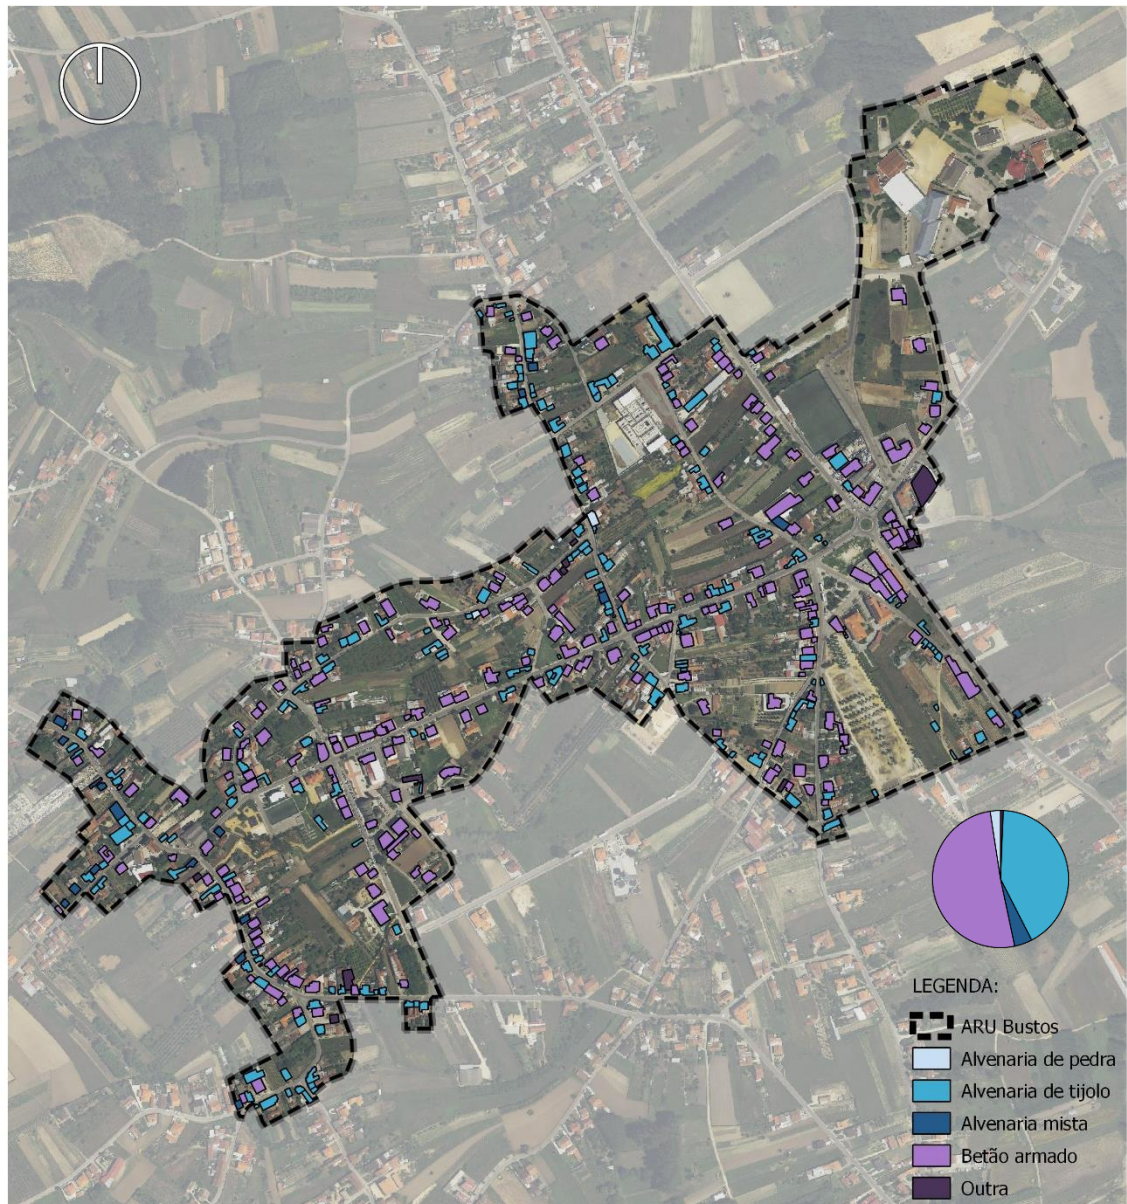 LEGENDA:
ARU Bustos
Alvenaria de pedra
Alvenaria de tijolo
Alvenaria mista
Betão armado
Outra